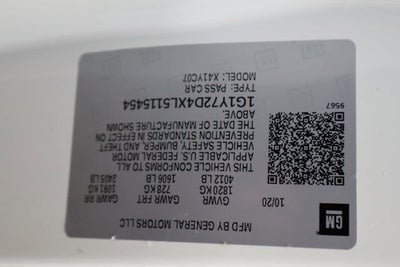 MFD BY GENERAL MOTORS LLC
GM
10/20 GVWR GAWR FRT GAWR RR
1820 KG 728 KG 1091 KG
4012 LB 1606 LB 2405 LB
THIS VEHICLE CONFORMS TO ALL
APPLICABLE U.S. FEDERAL MOTOR
VEHICLE SAFETY, BUMPER, AND THEFT
PREVENTION STANDARDS IN EFFECT ON
THE DATE OF MANUFACTURE SHOWN
ABOVE.
1G1Y72D4XL5115454
TYPE: PASS CAR
MODEL: X41YC07
9567